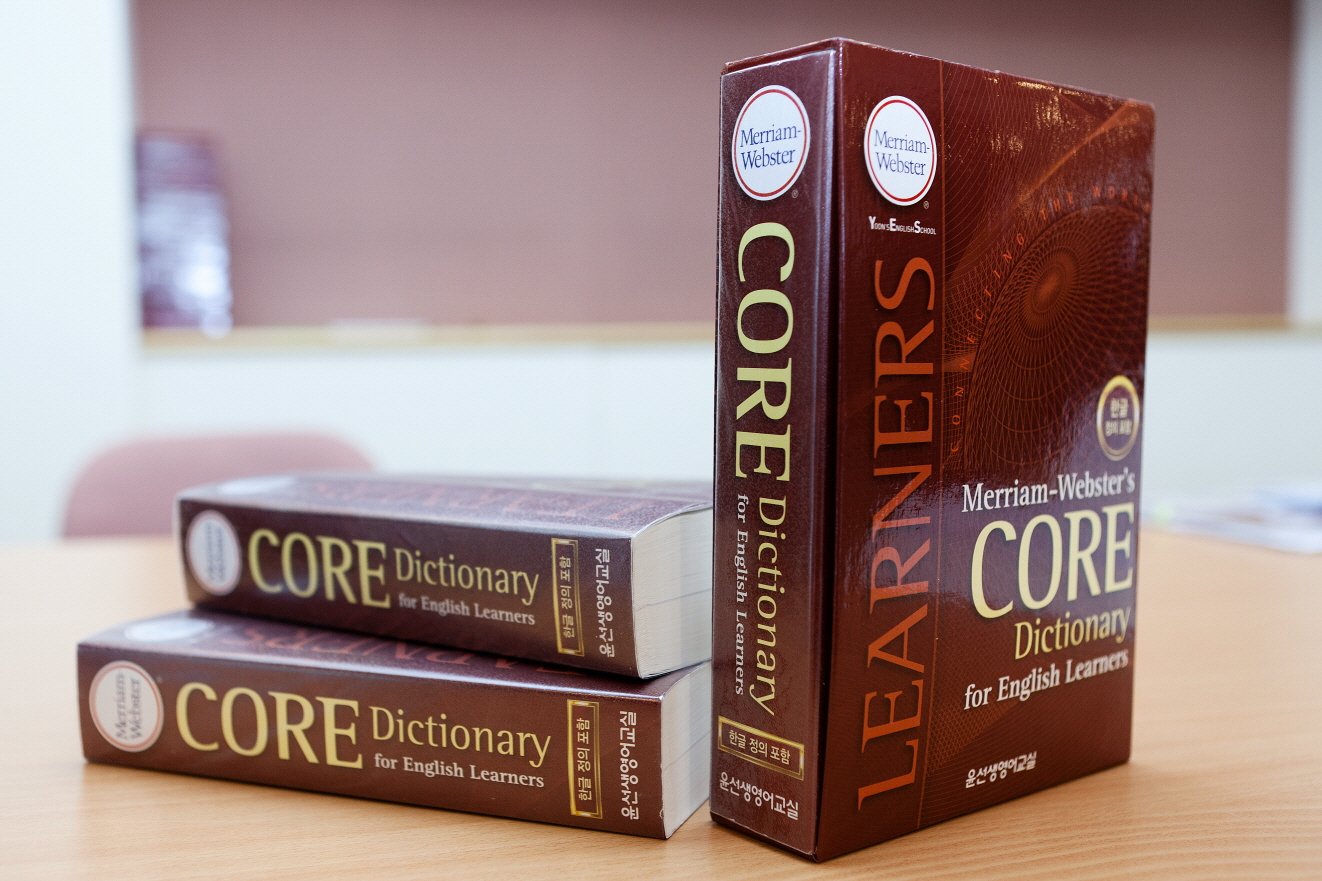 Merriam-
Webster
®
CORE
Dictionary
for English Learners
한글 정의 포함
윤선생영어교실
Merriam-
Webster
®
YOON'S ENGLISH SCHOOL
LEARNERS
CONNECTING THE WORLD
한글
정의 포함
Merriam-Webster's
CORE
Dictionary
for English Learners
윤선생영어교실
CORE
Dictionary
for English Learners
한글 정의 포함
윤선생영어교실
Merriam-
Webster
CORE
Dictionary
for English Learners
한글 정의 포함
윤선생영어교실